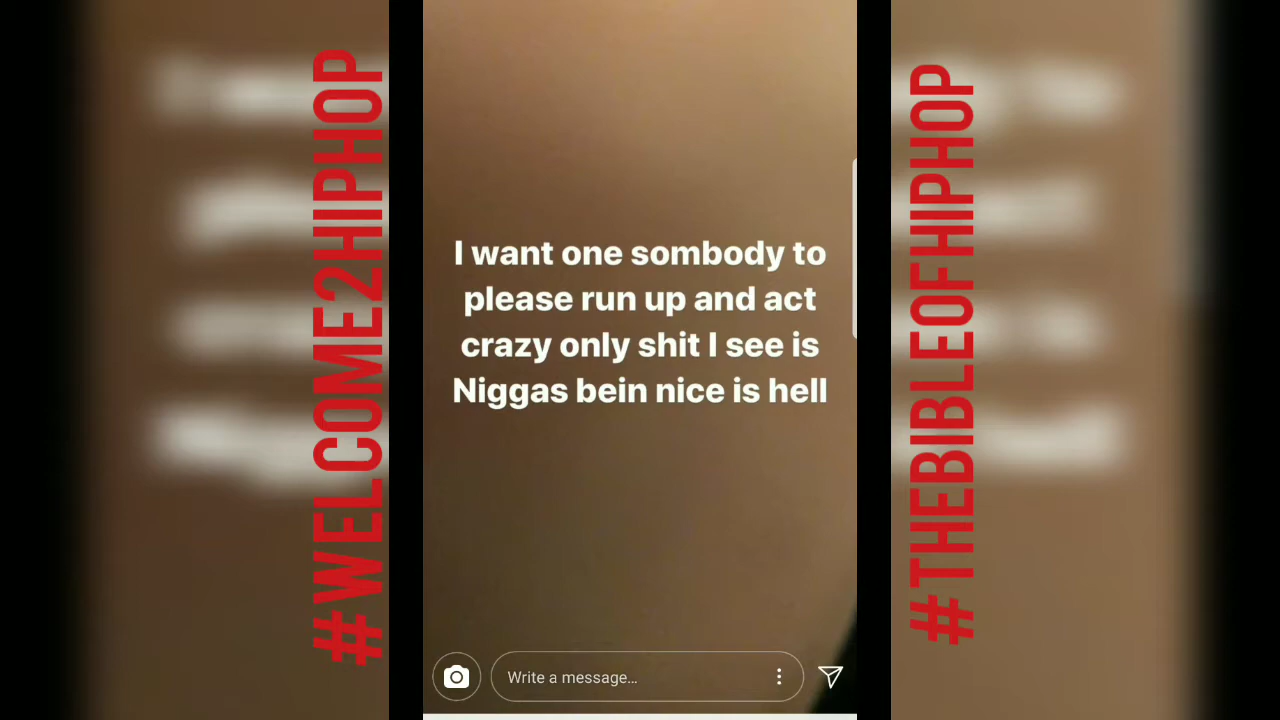 #WELCOME2HIPHOP
I want one sombody to
please run up and act
crazy only shit I see is
Niggas bein nice is hell
Write a message...
#THEBIBLEOFHIPHOP